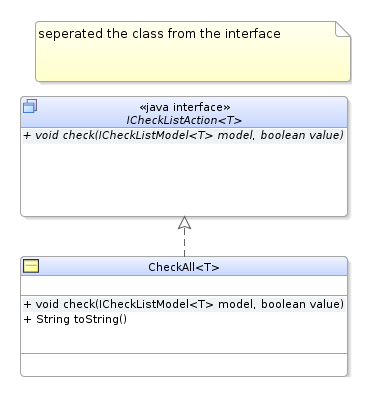 seperated the class from the interface
«java interface»
ICheckListAction<T>
+ void check(ICheckListModel<T> model, boolean value)
CheckAll<T>
+ void check(ICheckListModel<T> model, boolean value)
+ String toString()